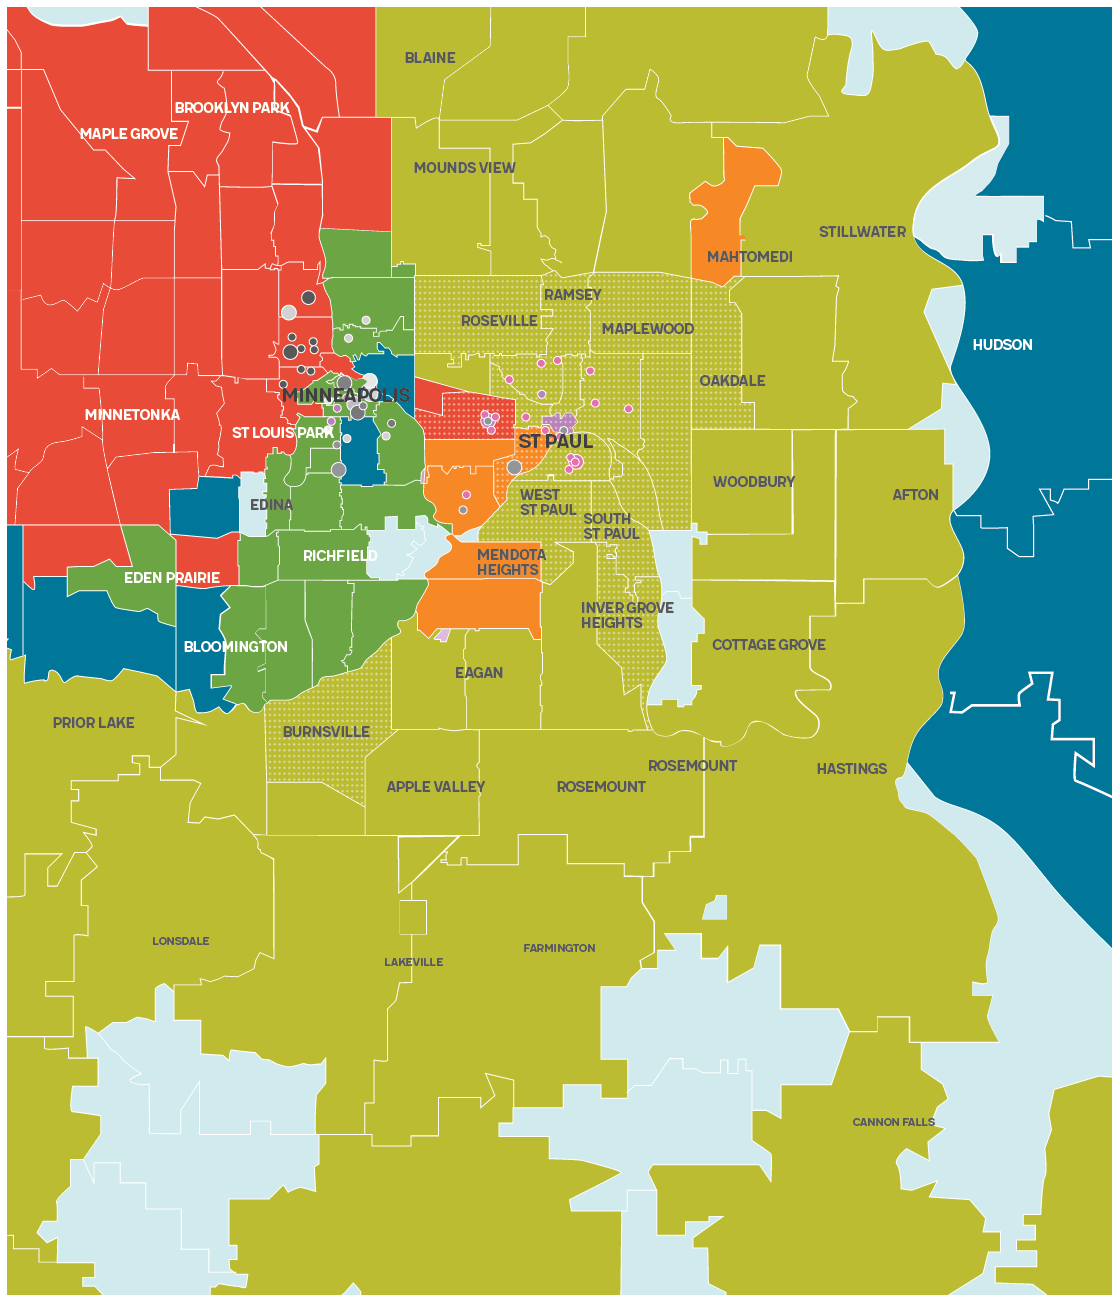 BLAINE
BROOKLYN PARK
MAPLE GROVE
MOUNDS VIEW
STILLWATER
MAHTOMEDI
RAMSEY
ROSEVILLE
MAPLEWOOD
HUDSON
OAKDALE
MINNEAPOLIS
MINNETONKA
ST LOUIS PARK
ST PAUL
WOODBURY
AFTON
EDINA
WEST
ST PAUL
SOUTH
ST PAUL
RICHFIELD
MENDOTA
HEIGHTS
EDEN PRAIRIE
INVER GROVE
HEIGHTS
BLOOMINGTON
COTTAGE GROVE
EAGAN
PRIOR LAKE
BURNSVILLE
ROSEMOUNT
HASTINGS
APPLE VALLEY
ROSEMOUNT
LONSDALE
FARMINGTON
LAKEVILLE
CANNON FALLS